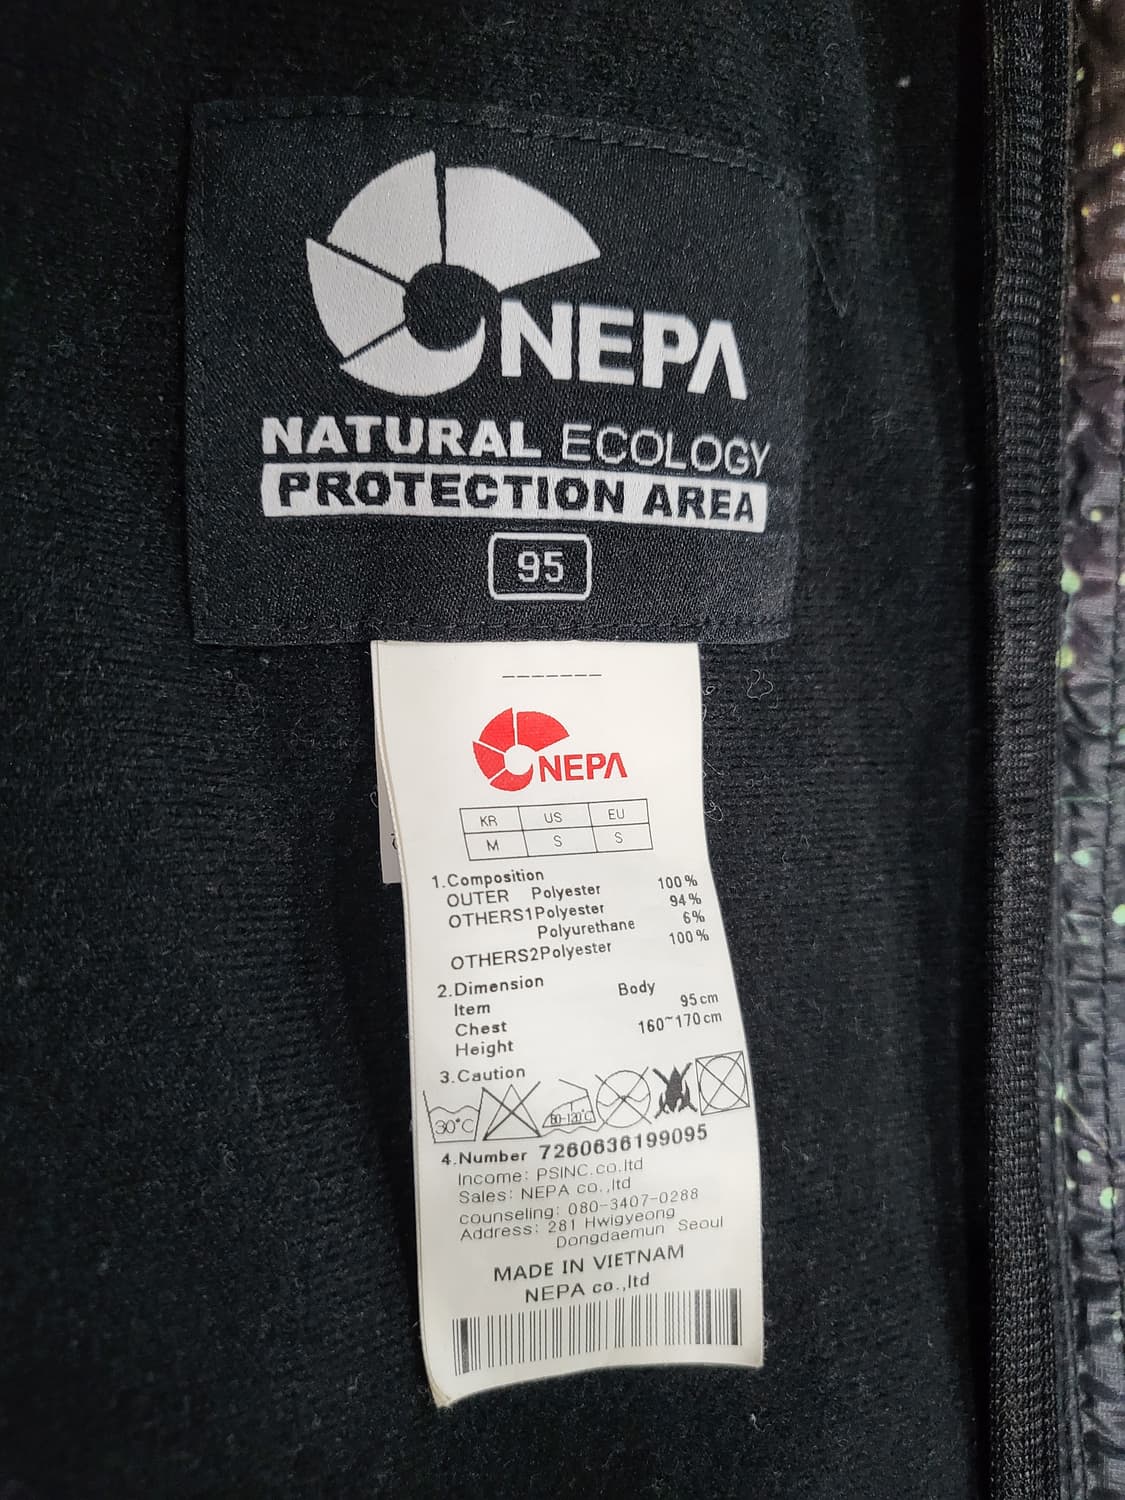 NEPA
NATURAL ECOLOGY
PROTECTION AREA
95
NEPA
KR US EU
M S S
1.Composition
OUTER Polyester 100%
OTHERS1Polyester 94%
Polyurethane 6%
OTHERS2Polyester 100%
2.Dimension
Item Body
Chest 95cm
Height 160~170cm
3.Caution
30°C 80-120°C
4.Number 7260636199095
Income: PSINC.co.ltd
Sales: NEPA co.,ltd
counseling: 080-3407-0288
Address: 281 Hwigyeong
Dongdaemun Seoul
MADE IN VIETNAM
NEPA co.,ltd